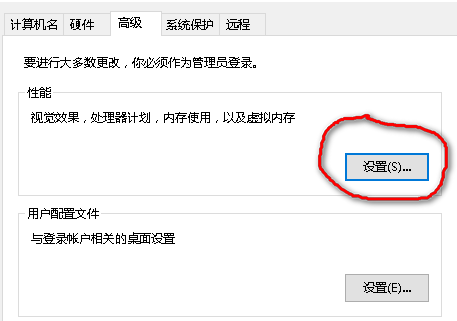 计算机名 硬件 高级 系统保护 远程
要进行大多数更改，你必须作为管理员登录。
性能
视觉效果，处理器计划，内存使用，以及虚拟内存
设置(S)...
用户配置文件
与登录帐户相关的桌面设置
设置(E)...